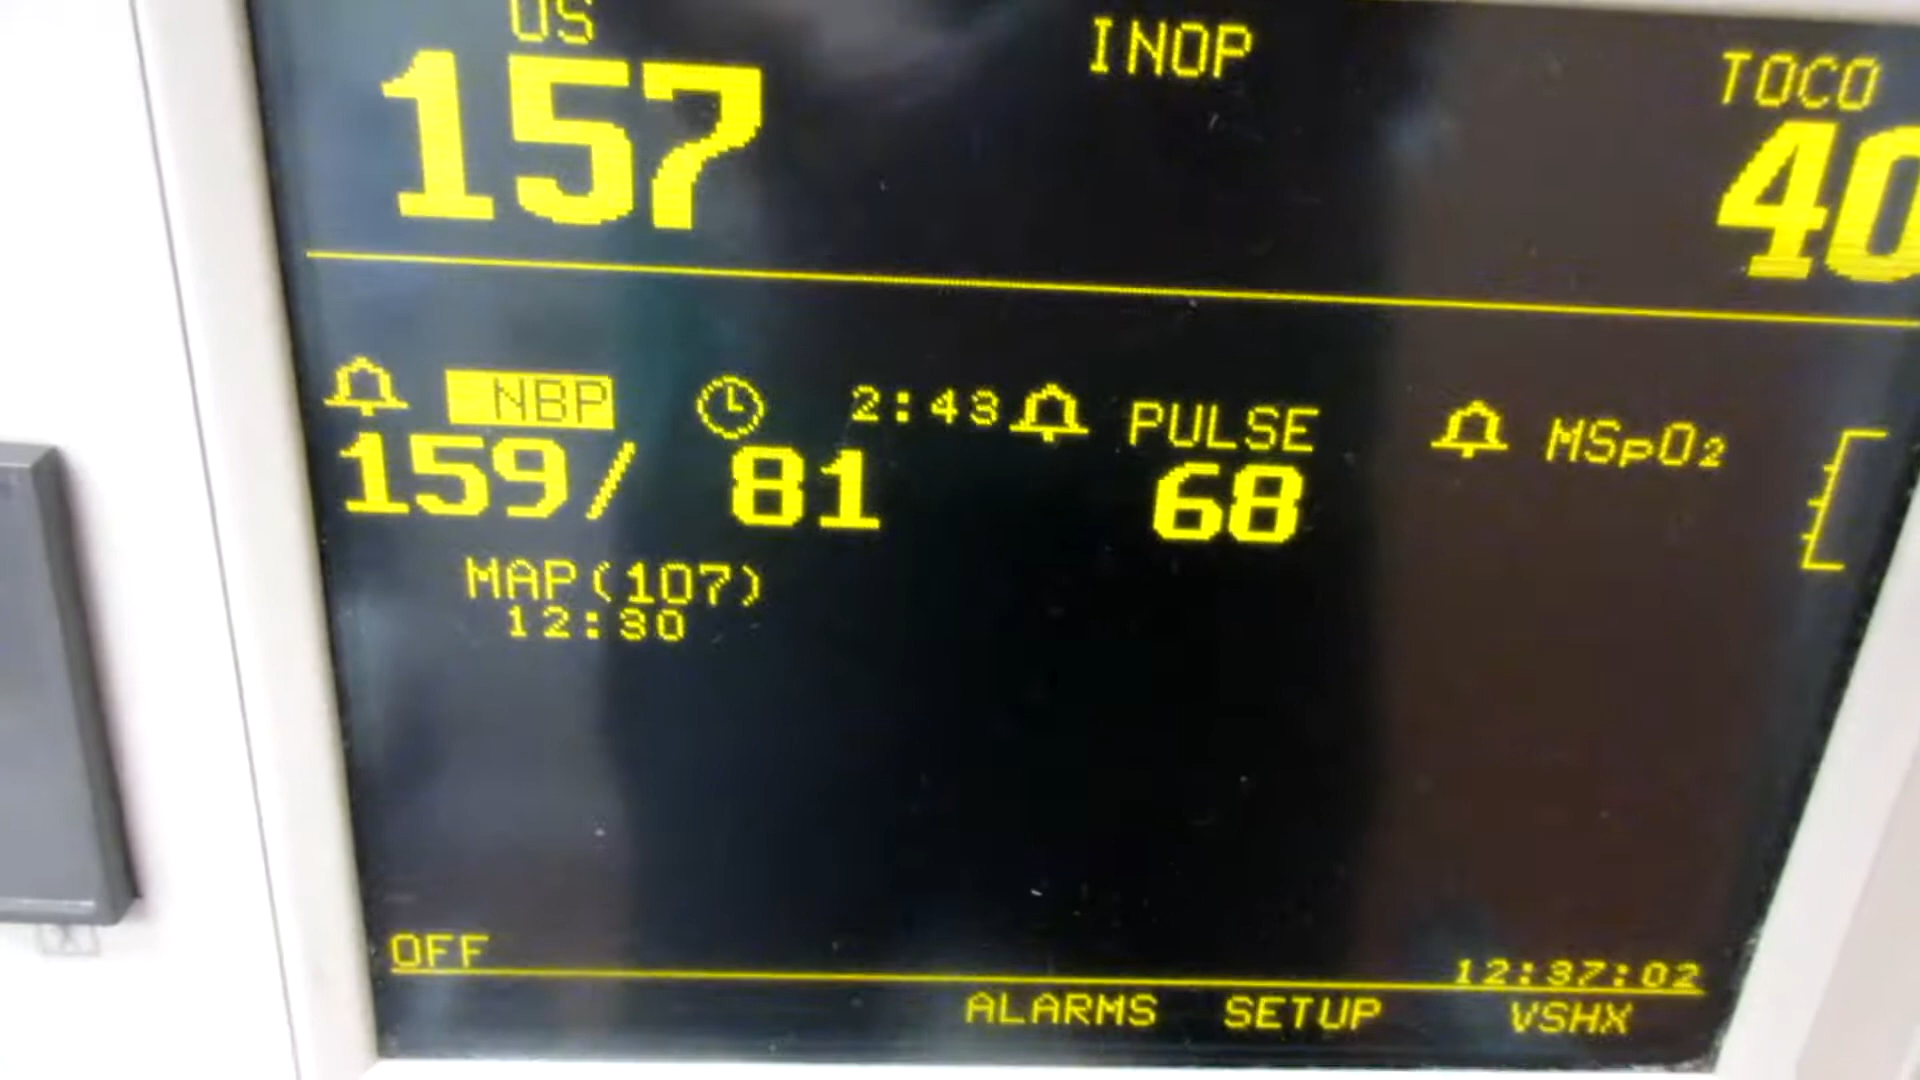 US INOP TOCO
157 40
NBP 2:43 PULSE MSpO₂
159/ 81 68
MAP(107)
12:30
OFF 12:37:02
ALARMS SETUP VSHX